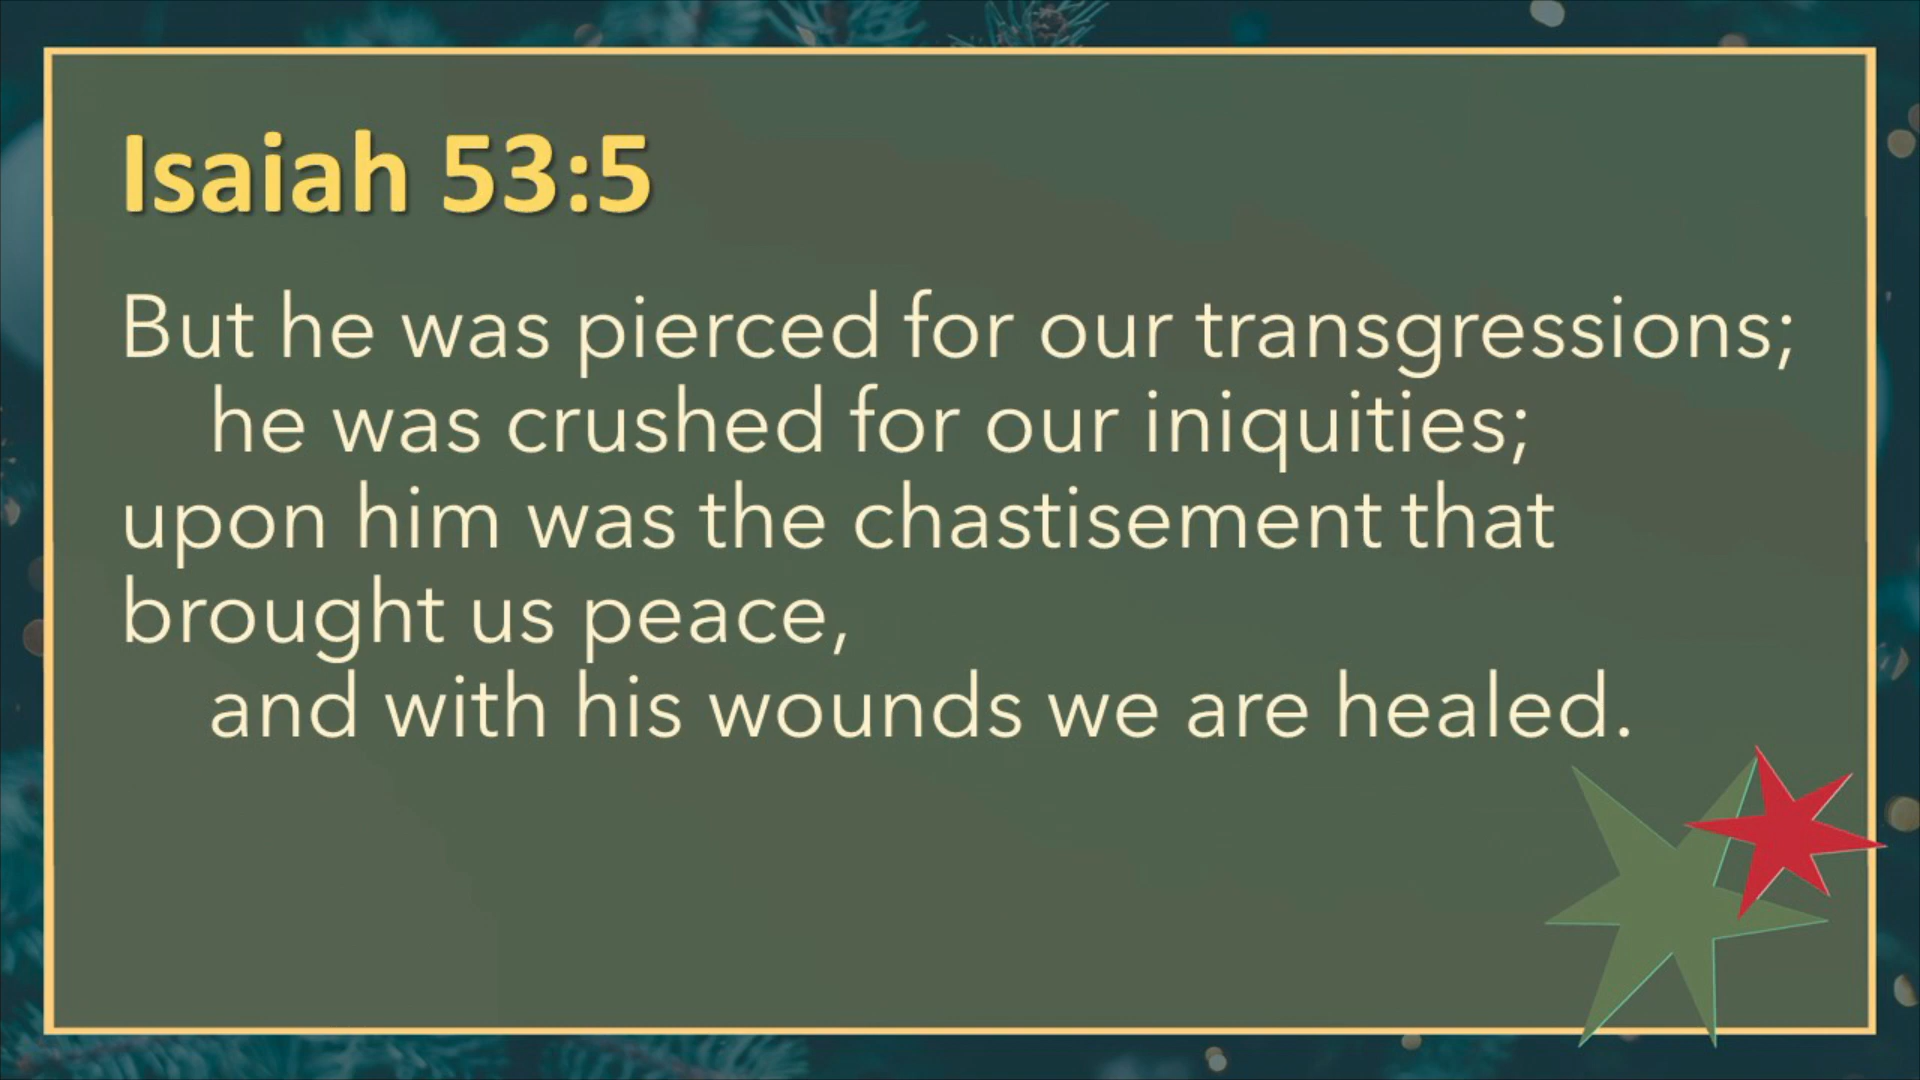 Isaiah 53:5
But he was pierced for our transgressions;
he was crushed for our iniquities;
upon him was the chastisement that
brought us peace,
and with his wounds we are healed.